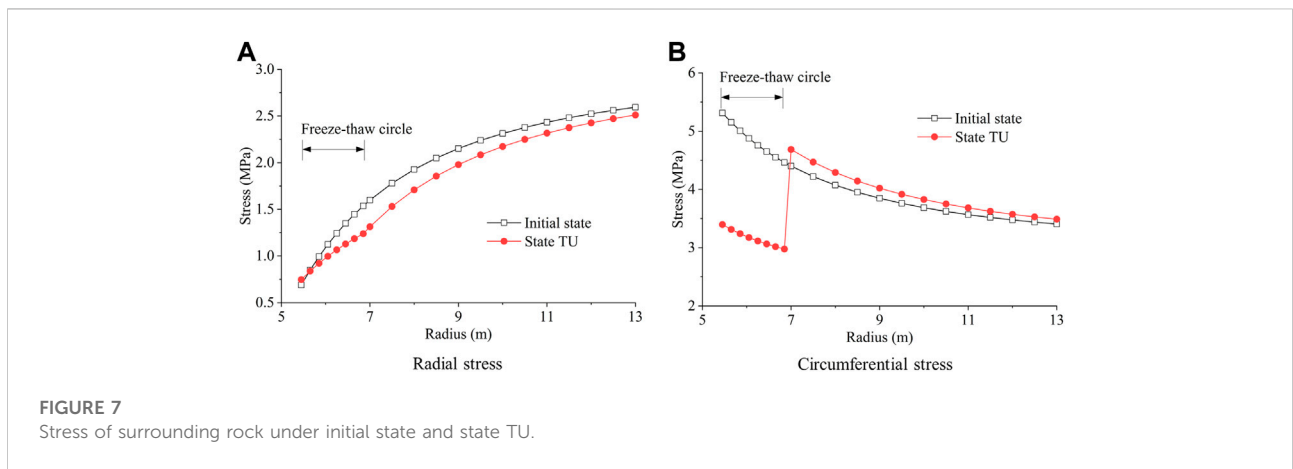 A
3.0
2.5
2.0
1.5
1.0
0.5
Stress (MPa)
Freeze-thaw circle
Initial state
State TU
5 7 9 11 13
Radius (m)
Radial stress
B
6
5
4
3
2
Stress (MPa)
Freeze-thaw circle
Initial state
State TU
5 7 9 11 13
Radius (m)
Circumferential stress
FIGURE 7
Stress of surrounding rock under initial state and state TU.